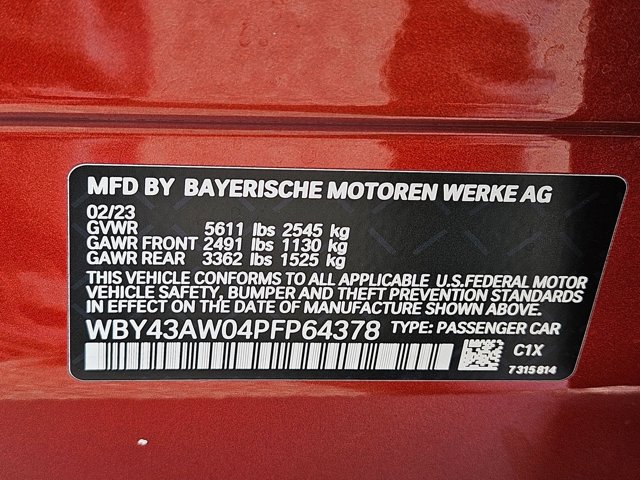 MFD BY BAYERISCHE MOTOREN WERKE AG
02/23
GVWR 5611 lbs 2545 kg
GAWR FRONT 2491 lbs 1130 kg
GAWR REAR 3362 lbs 1525 kg
THIS VEHICLE CONFORMS TO ALL APPLICABLE U.S.FEDERAL MOTOR
VEHICLE SAFETY, BUMPER AND THEFT PREVENTION STANDARDS
IN EFFECT ON THE DATE OF MANUFACTURE SHOWN ABOVE.
WBY43AW04PFP64378 TYPE: PASSENGER CAR
C1X
7 315 814